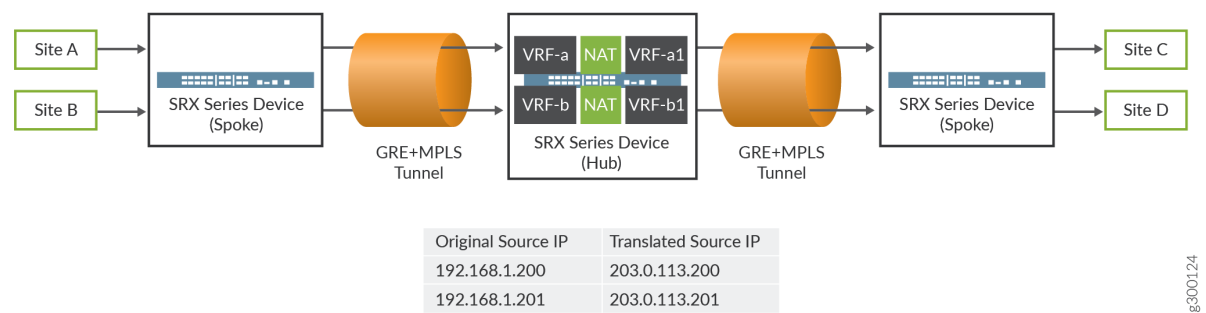 Site A
Site B
SRX Series Device
(Spoke)
GRE+MPLS
Tunnel
VRF-a NAT VRF-a1
VRF-b NAT VRF-b1
SRX Series Device
(Hub)
GRE+MPLS
Tunnel
SRX Series Device
(Spoke)
Site C
Site D
Original Source IP Translated Source IP
192.168.1.200 203.0.113.200
192.168.1.201 203.0.113.201
g300124